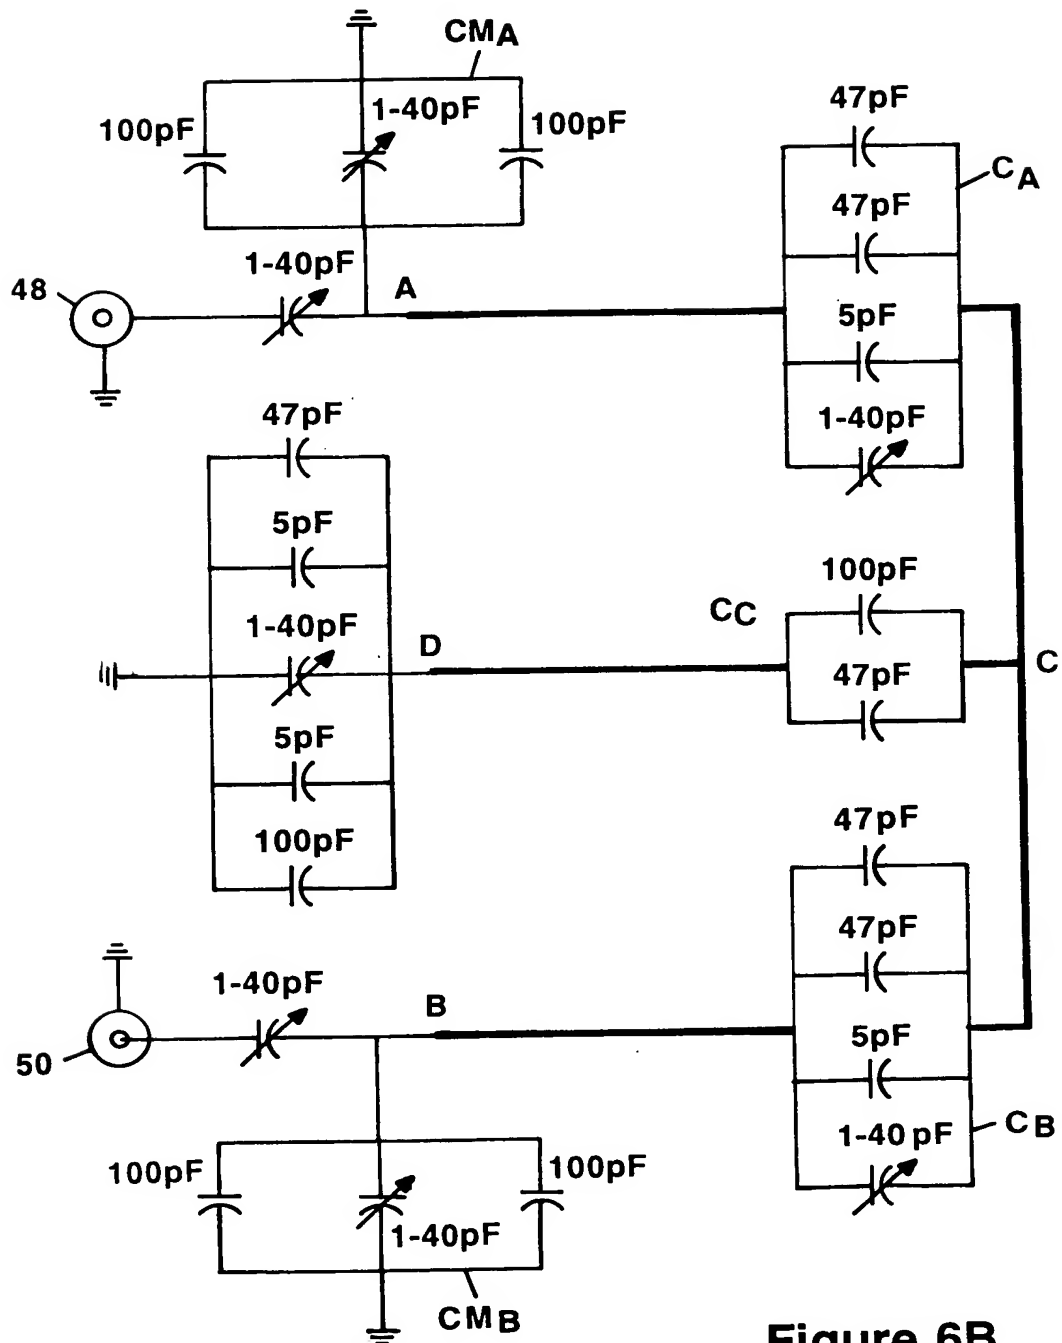 CMA
1-40pF
100pF
100pF
47pF
CA
47pF
1-40pF
48
A
5pF
1-40pF
47pF
5pF
1-40pF
D
5pF
100pF
100pF
CC
47pF
C
47pF
47pF
1-40pF
B
5pF
50
1-40 pF
CB
100pF
100pF
1-40pF
CMB
Figure 6B